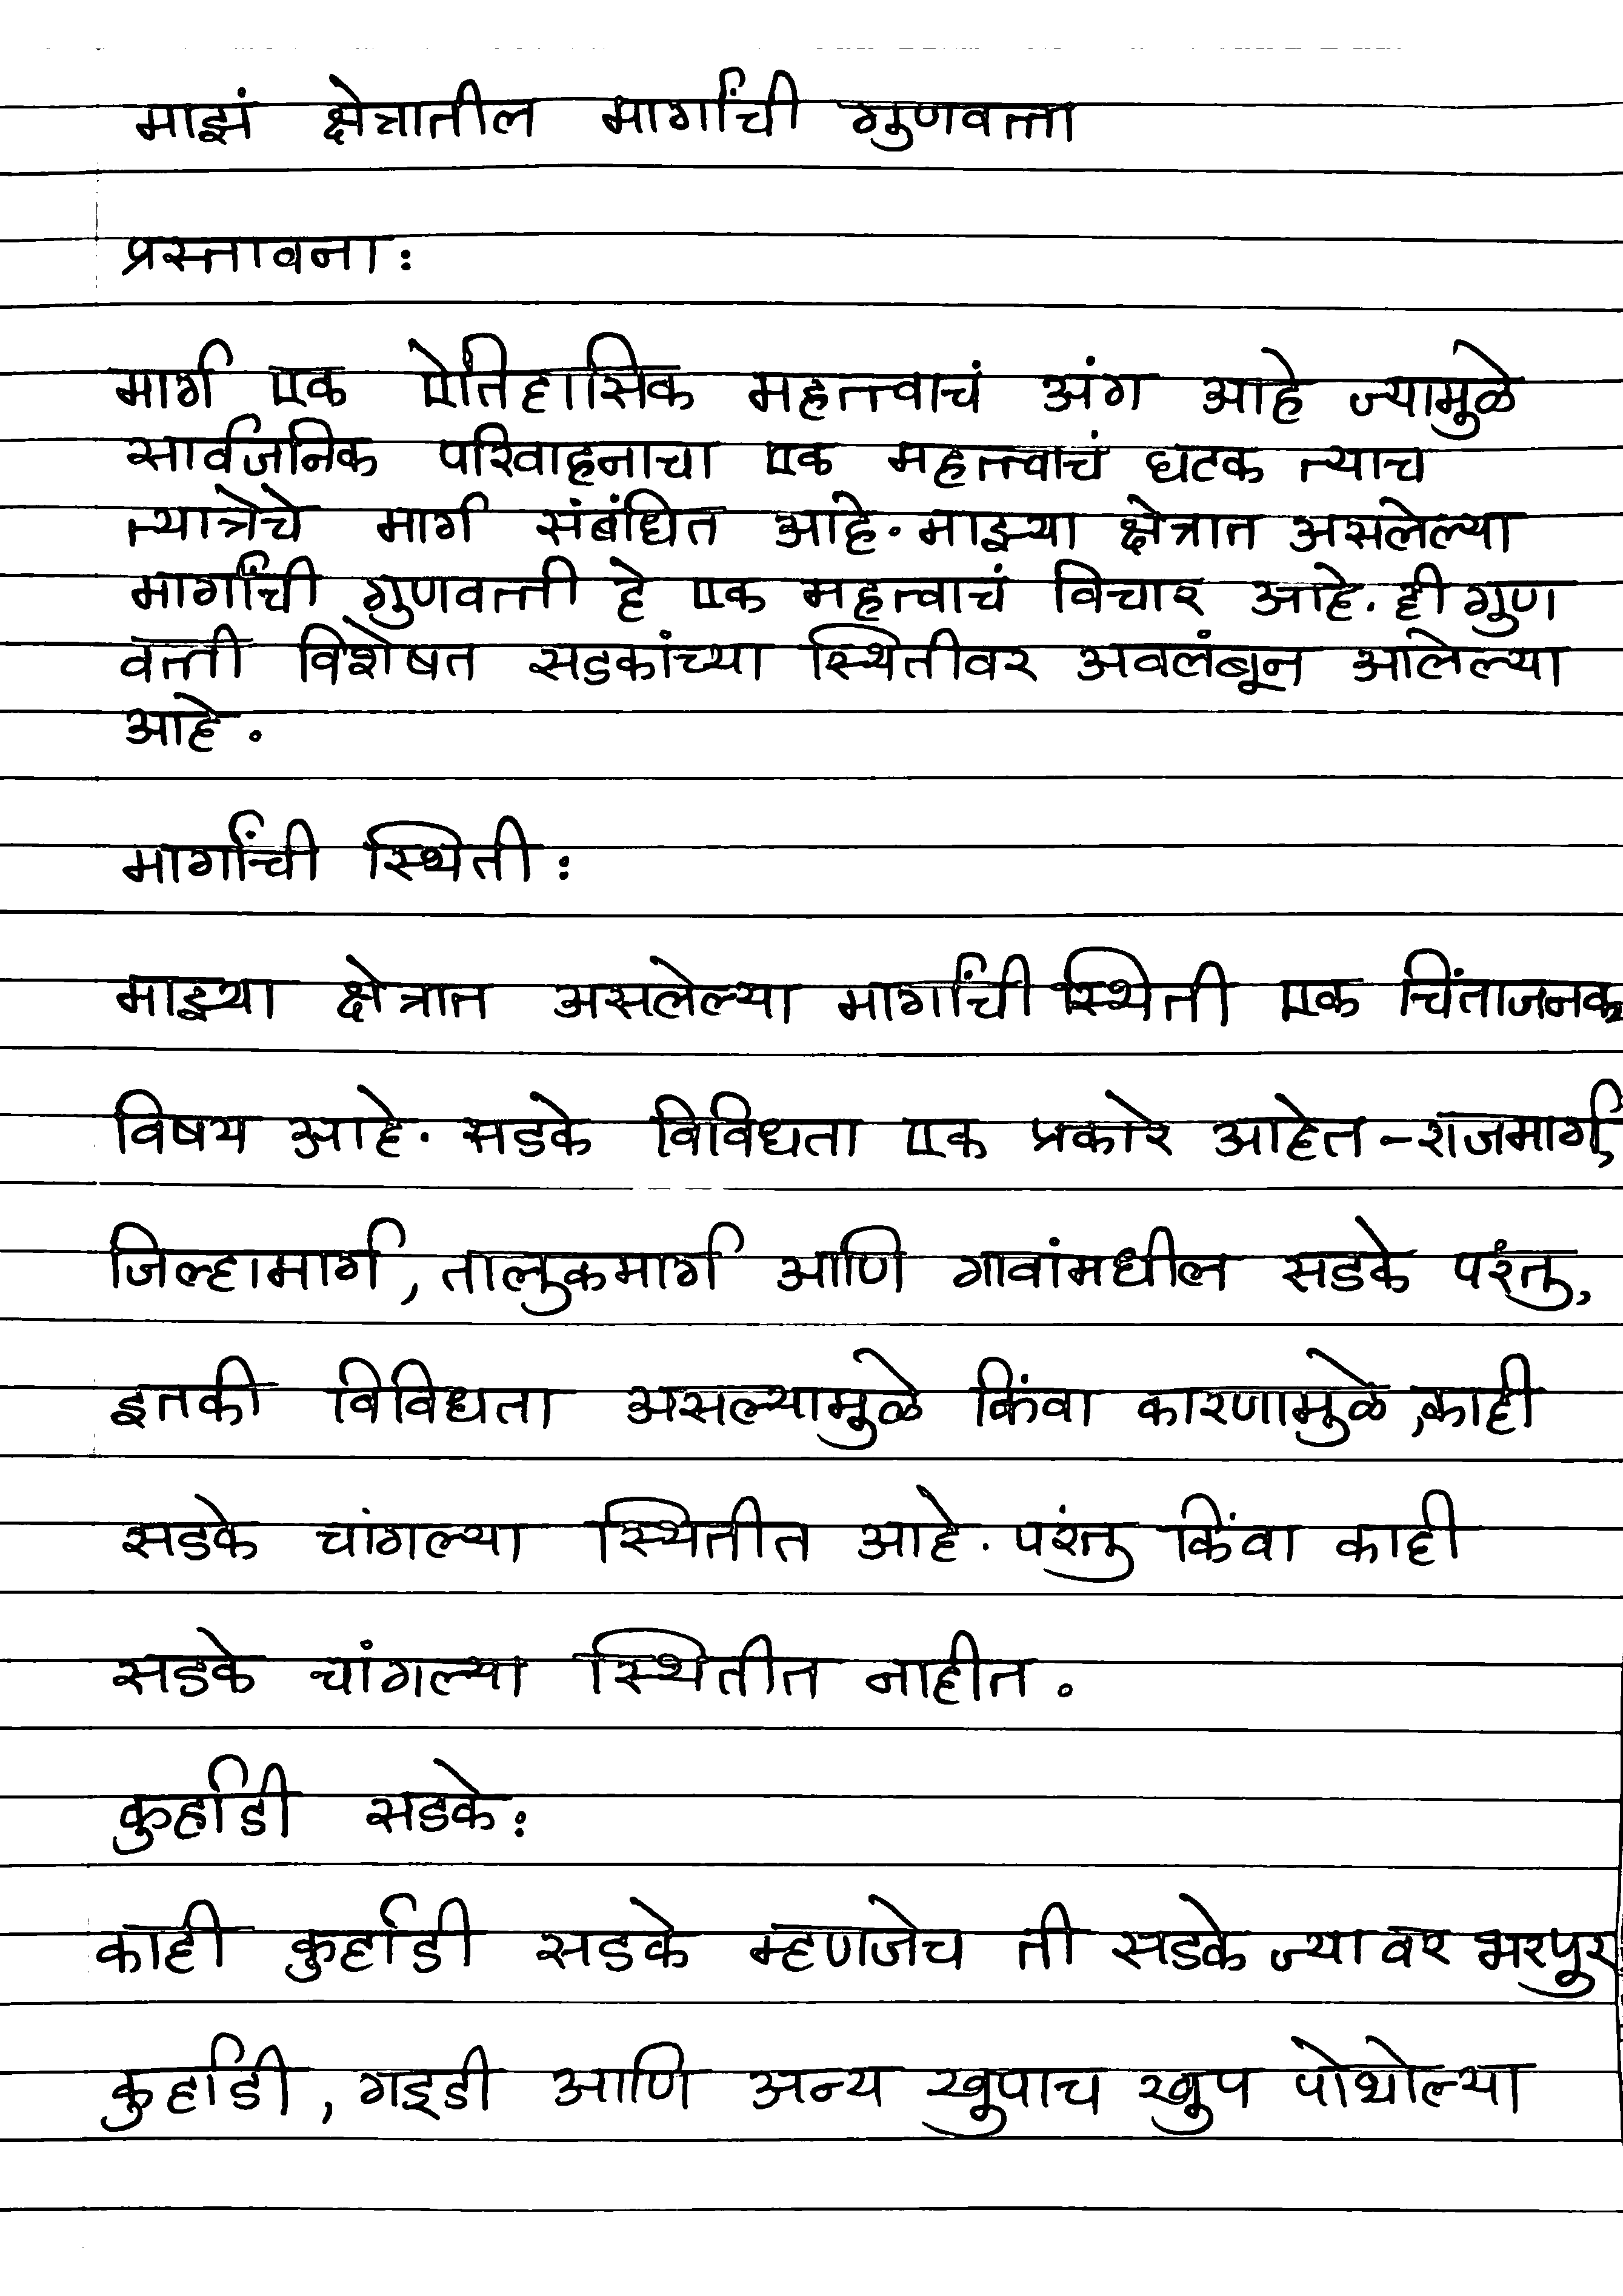 माझं क्षेत्रातील मार्गांची गुणवत्ता
प्रस्तावना:
मार्ग एक ऐतिहासिक महत्त्वाचं अंग आहे ज्यामुळे
सार्वजनिक परिवाहनाचा एक महत्त्वाचं घटक त्याच
त्यात्रेचे मार्ग संबंधित आहे. माझ्या क्षेत्रात असलेल्या
मार्गांची गुणवत्ती हे एक महत्वाचं विचार आहे. ही गुण
वत्ती विशेषत सडकांच्या स्थितीवर अवलंबून आलेल्या
आहे.
मार्गांची स्थिती:
माझ्या क्षेत्रात असलेल्या मार्गांची स्थिती एक चिंताजनक
विषय आहे. सडके विविधता एक प्रकारे आहेत - राजमार्ग,
जिल्हामार्ग, तालुकमार्ग आणि गावांमधील सडके परंतु,
इतकी विविधता असल्यामुळे किंवा कारणामुळे, काही
सडके चांगल्या स्थितीत आहे. परंतु किंवा काही
सडके चांगल्या स्थितीत नाहीत.
कुर्हाडी सडके:
काही कुर्हाडी सडके म्हणजेच ती सडके ज्यावर भरपुर
कुर्हाडी, गड्डी आणि अन्य खूपाच खुप पोथोल्या